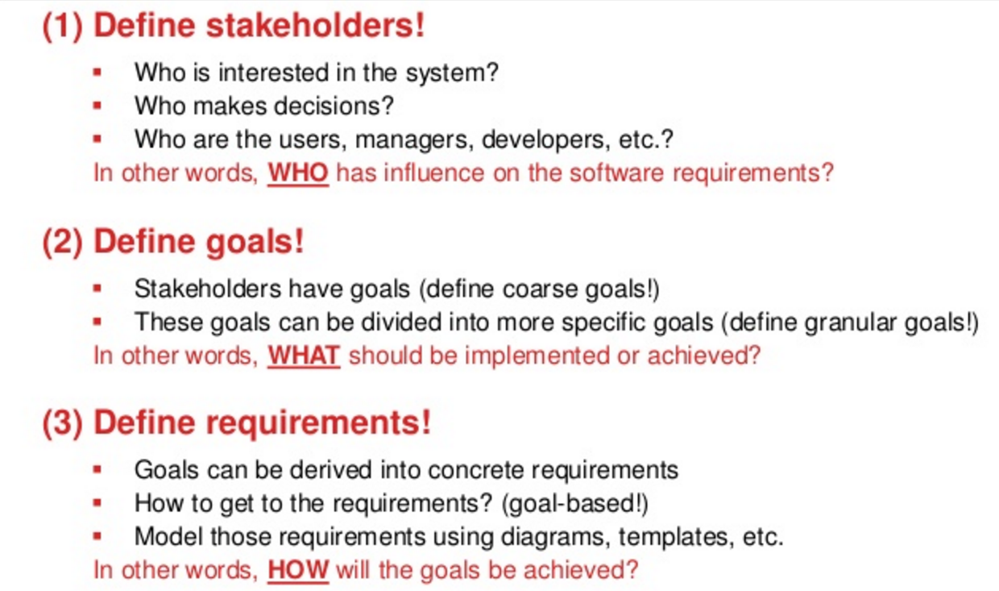 (1) Define stakeholders!
▪ Who is interested in the system?
▪ Who makes decisions?
▪ Who are the users, managers, developers, etc.?
In other words, WHO has influence on the software requirements?
(2) Define goals!
▪ Stakeholders have goals (define coarse goals!)
▪ These goals can be divided into more specific goals (define granular goals!)
In other words, WHAT should be implemented or achieved?
(3) Define requirements!
▪ Goals can be derived into concrete requirements
▪ How to get to the requirements? (goal-based!)
▪ Model those requirements using diagrams, templates, etc.
In other words, HOW will the goals be achieved?